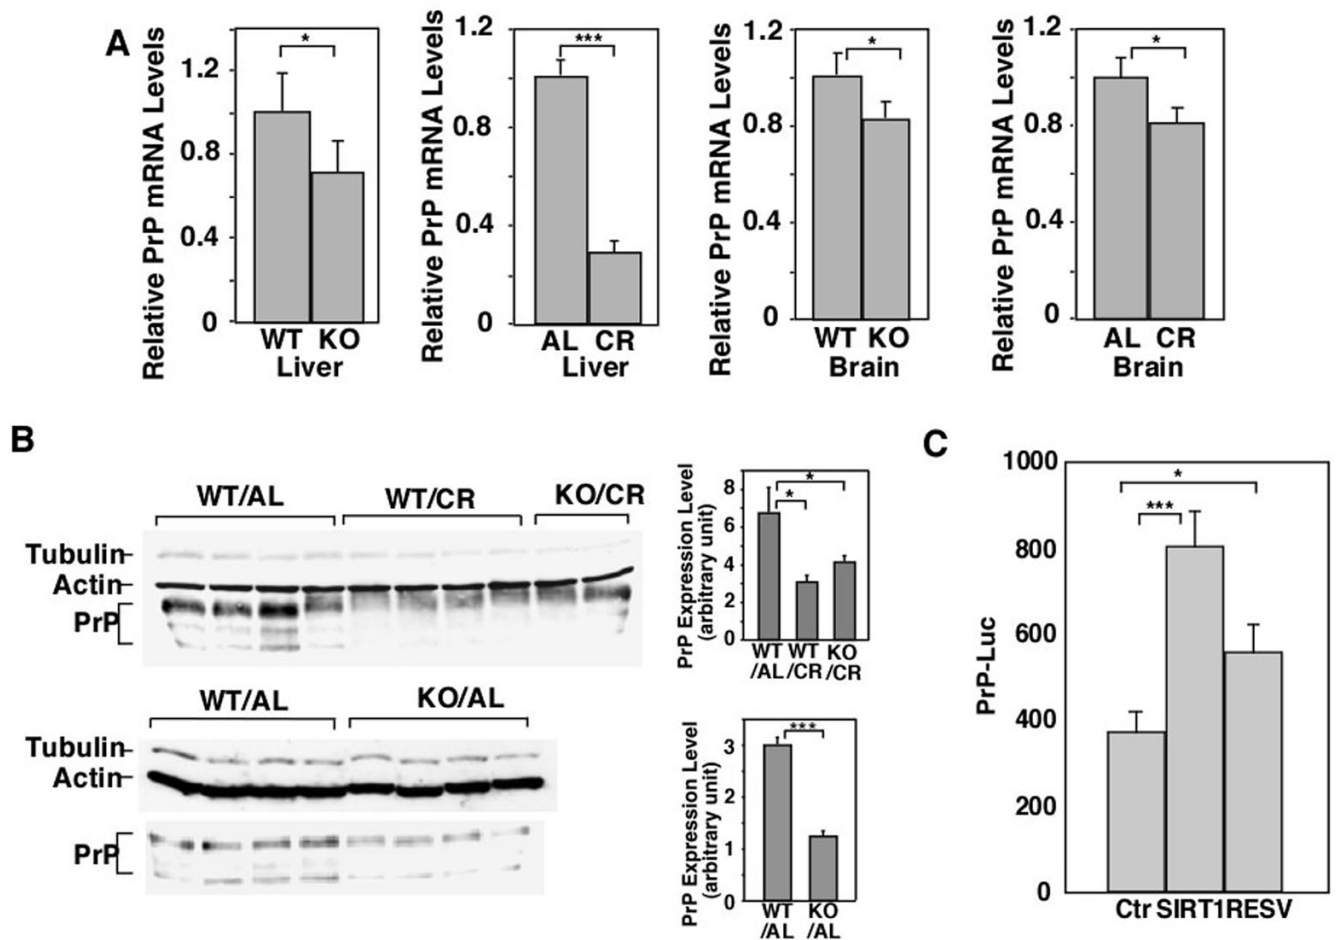 A
Relative PrP mRNA Levels
1.2
0.8
0.4
0
*
WT KO
Liver
Relative PrP mRNA Levels
1.2
0.8
0.4
0
***
AL CR
Liver
Relative PrP mRNA Levels
1.2
0.8
0.4
0
*
WT KO
Brain
Relative PrP mRNA Levels
1.2
0.8
0.4
0
*
AL CR
Brain
B
WT/AL WT/CR KO/CR
Tubulin
Actin
PrP
WT/AL KO/AL
Tubulin
Actin
PrP
PrP Expression Level
(arbitrary unit)
8
6
4
2
0
*
*
WT WT KO
/AL /CR /CR
PrP Expression Level
(arbitrary unit)
3
2
1
0
***
WT KO
/AL /AL
C
PrP-Luc
1000
800
600
400
200
0
*
***
Ctr SIRT1 RESV